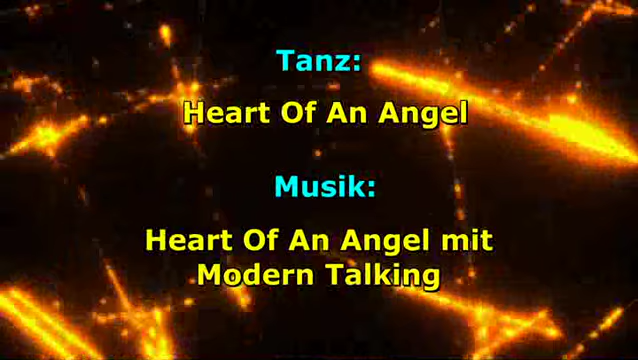 Tanz:
Heart Of An Angel
Musik:
Heart Of An Angel mit
Modern Talking